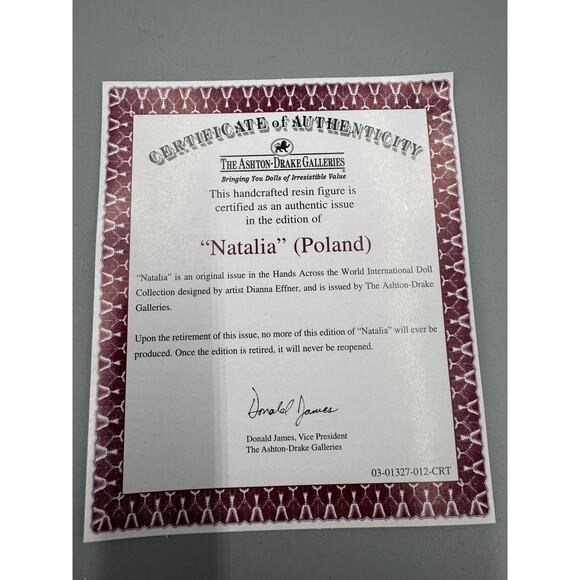 CERTIFICATE of AUTHENTICITY
THE ASHTON-DRAKE GALLERIES
Bringing You Dolls of Irresistible Value
This handcrafted resin figure is
certified as an authentic issue
in the edition of
“Natalia” (Poland)
“Natalia” is an original issue in the Hands Across the World International Doll
Collection designed by artist Dianna Effner, and is issued by The Ashton-Drake
Galleries.
Upon the retirement of this issue, no more of this edition of “Natalia” will ever be
produced. Once the edition is retired, it will never be reopened.
Donald James
Donald James, Vice President
The Ashton-Drake Galleries
03-01327-012-CRT